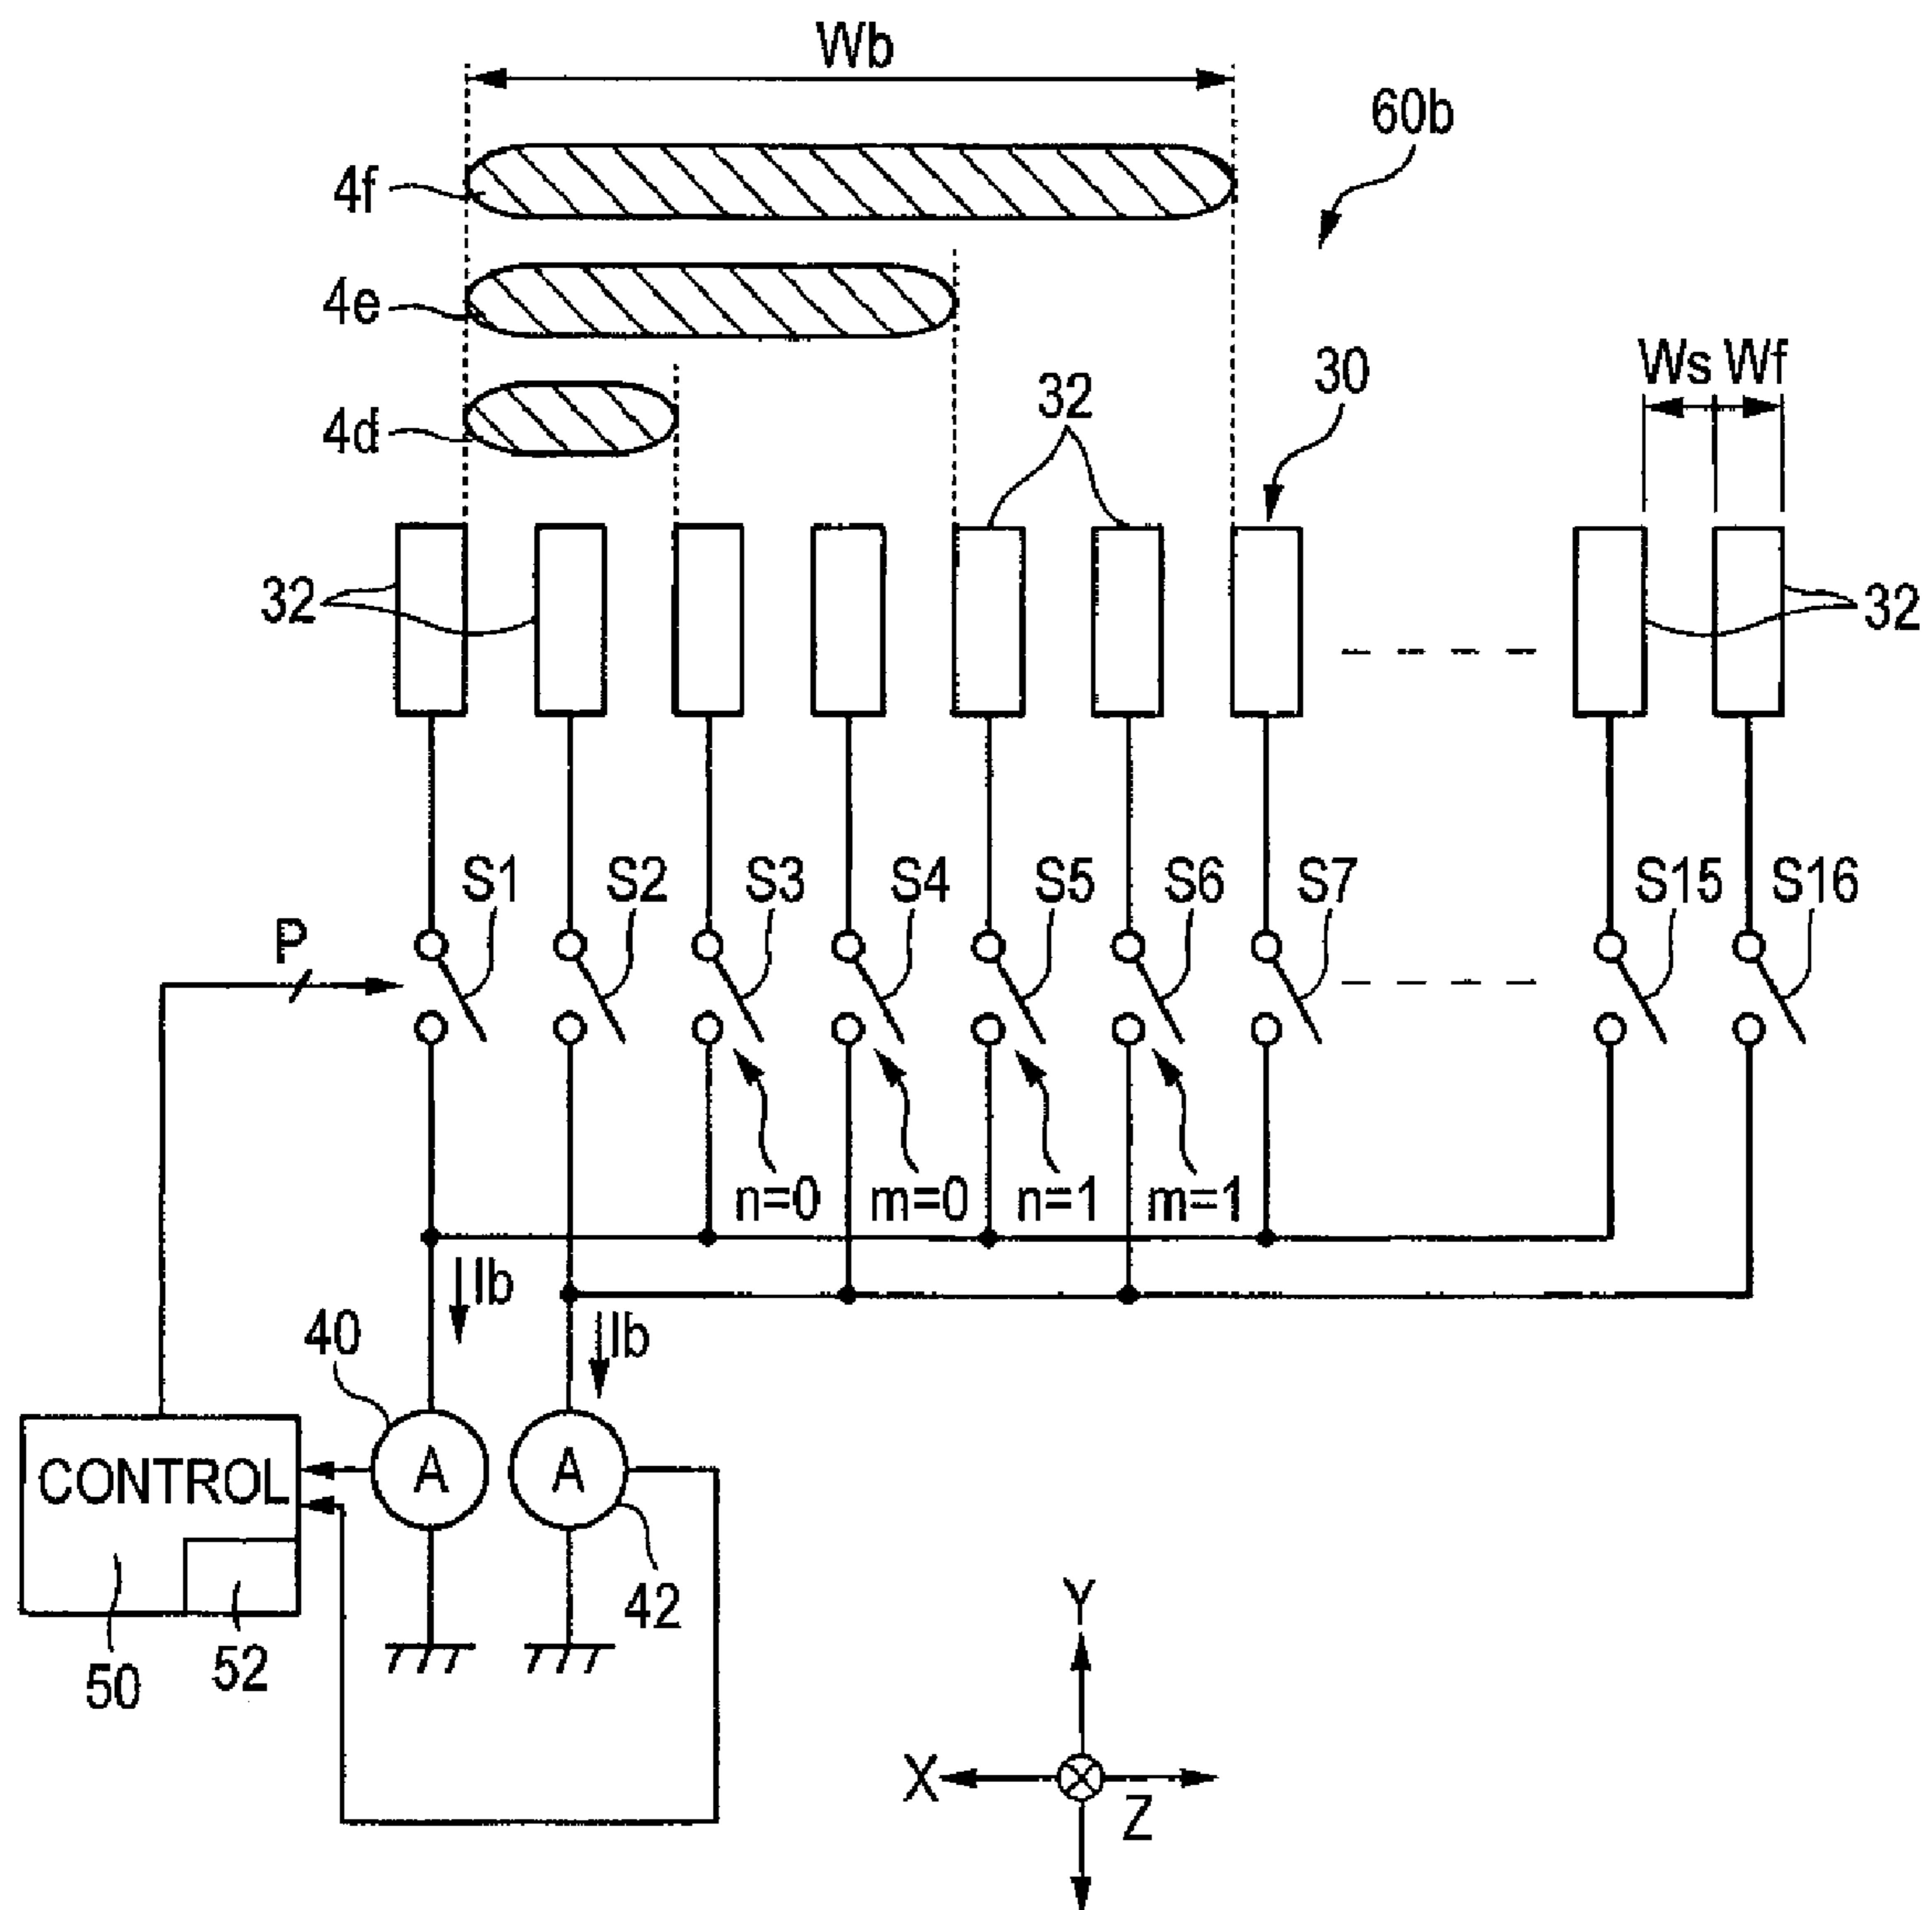 Wb
60b
4f
4e
Ws Wf
30
32
4d
32
32
S1 S2 S3 S4 S5 S6 S7 S15 S16
P
n=0 m=0 n=1 m=1
Ib
Ib
40
CONTROL A A
42
50 52
Y
X
Z